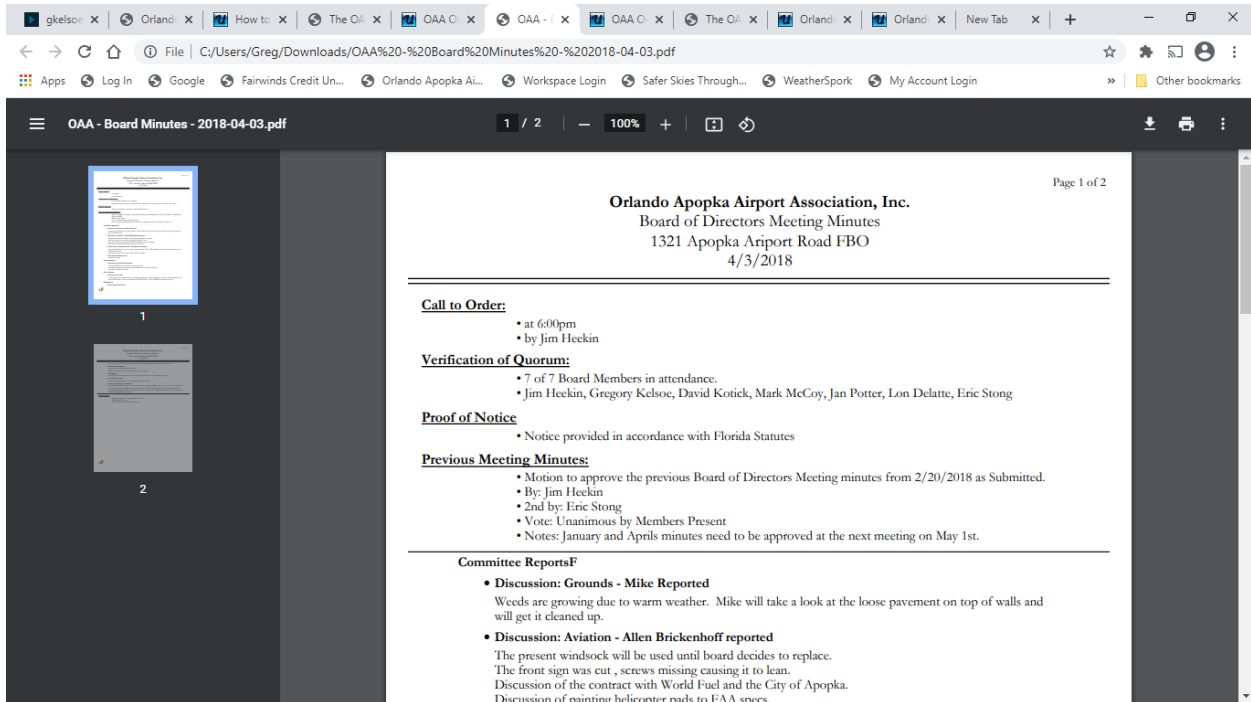 gkelsoe
Orlando
How to
The OA
OAA O
OAA - B
OAA O
The OA
Orlando
Orlando
New Tab
File | C:/Users/Greg/Downloads/OAA%20-%20Board%20Minutes%20-%202018-04-03.pdf
Apps Log In Google Fairwinds Credit Un... Orlando Apopka Ai... Workspace Login Safer Skies Through... WeatherSpork My Account Login » Other bookmarks
OAA - Board Minutes - 2018-04-03.pdf 1 / 2 — 100% +
1
2
Page 1 of 2
Orlando Apopka Airport Association, Inc.
Board of Directors Meeting Minutes
1321 Apopka Ariport Road FBO
4/3/2018
Call to Order:
• at 6:00pm
• by Jim Heekin
Verification of Quorum:
• 7 of 7 Board Members in attendance.
• Jim Heekin, Gregory Kelsoe, David Kotick, Mark McCoy, Jan Potter, Lon Delatte, Eric Stong
Proof of Notice
• Notice provided in accordance with Florida Statutes
Previous Meeting Minutes:
• Motion to approve the previous Board of Directors Meeting minutes from 2/20/2018 as Submitted.
• By: Jim Heekin
• 2nd by: Eric Stong
• Vote: Unanimous by Members Present
• Notes: January and Aprils minutes need to be approved at the next meeting on May 1st.
Committee ReportsF
• Discussion: Grounds - Mike Reported
Weeds are growing due to warm weather. Mike will take a look at the loose pavement on top of walls and
will get it cleaned up.
• Discussion: Aviation - Allen Brickenhoff reported
The present windsock will be used until board decides to replace.
The front sign was cut , screws missing causing it to lean.
Discussion of the contract with World Fuel and the City of Apopka.
Discussion of painting helicopter pads to FAA specs.